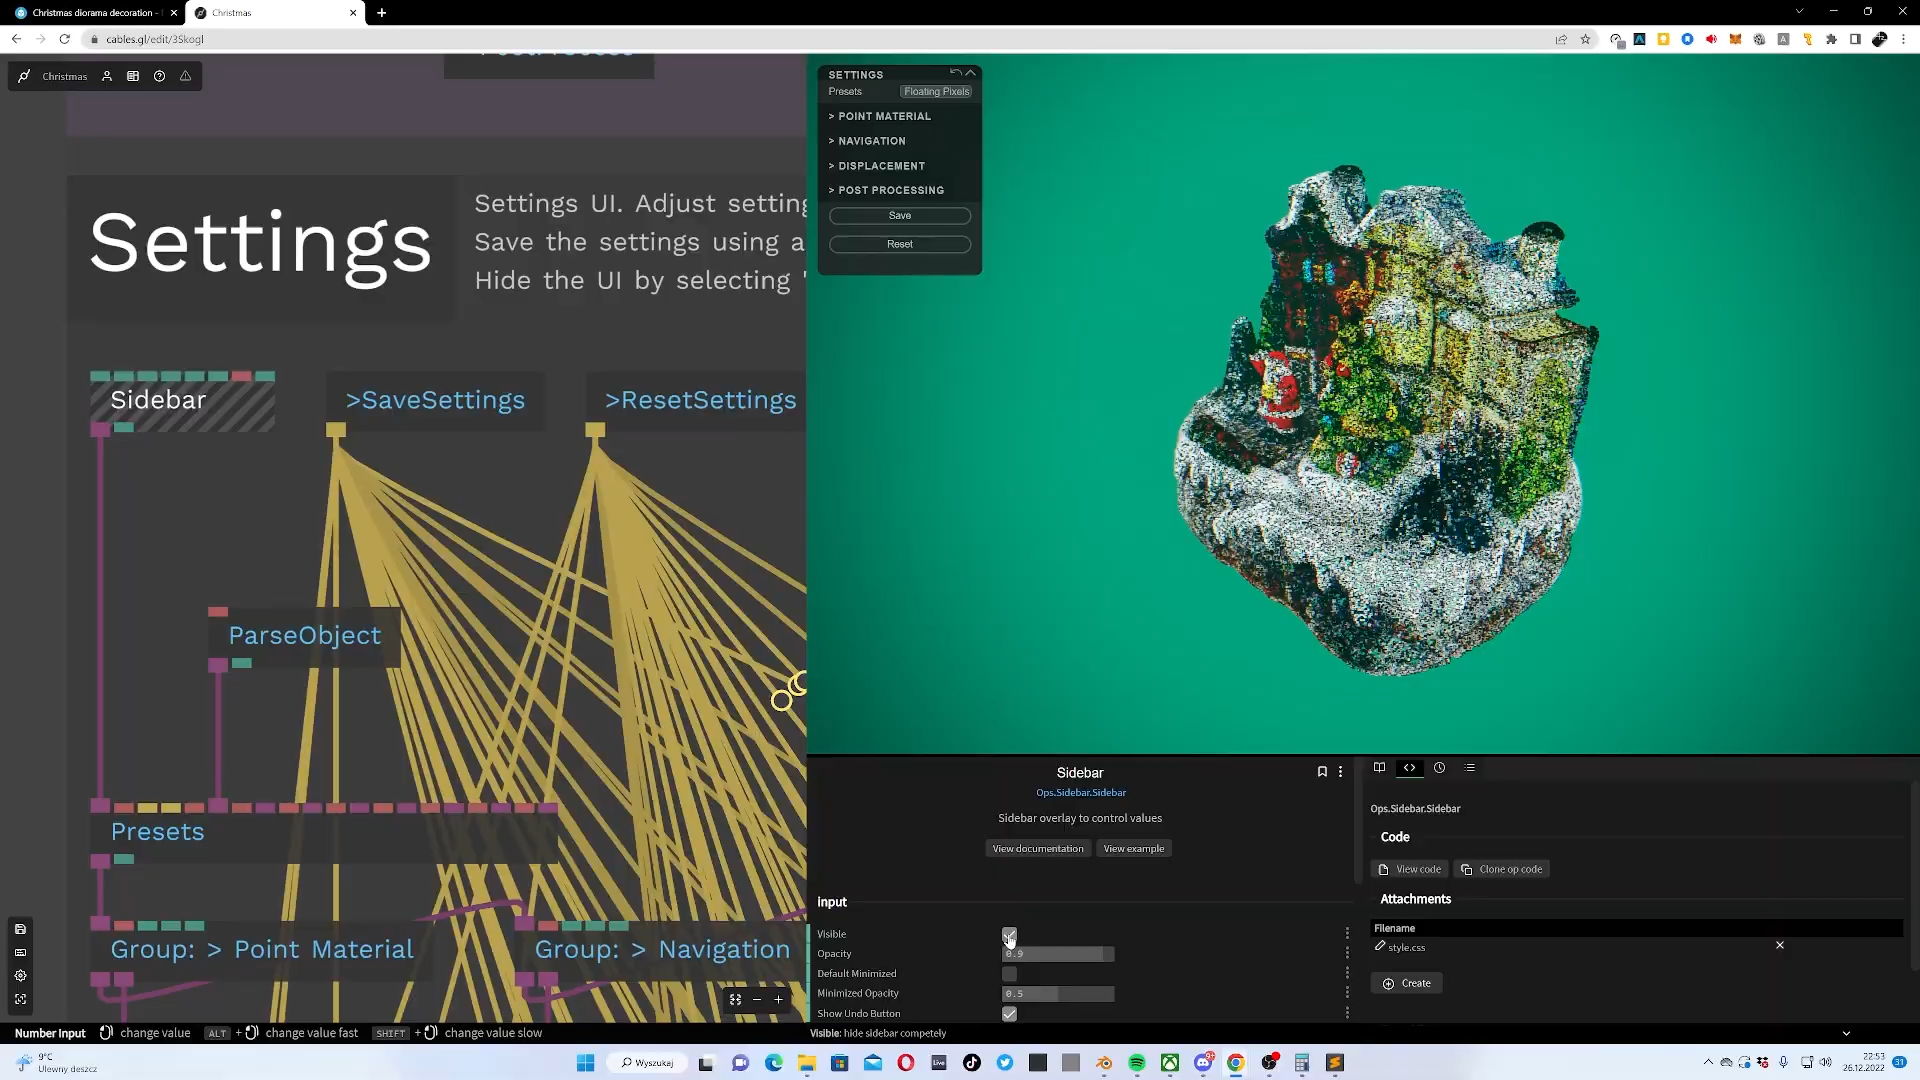 Christmas diorama decoration -
Christmas
cables.gl/edit/3Skogl
Christmas
Settings
Settings UI. Adjust setting
Save the settings using a
Hide the UI by selecting '
Sidebar
>SaveSettings
>ResetSettings
ParseObject
Presets
Group: > Point Material
Group: > Navigation
SETTINGS
Presets
Floating Pixels
> POINT MATERIAL
> NAVIGATION
> DISPLACEMENT
> POST PROCESSING
Save
Reset
Sidebar
Ops.Sidebar.Sidebar
Sidebar overlay to control values
View documentation
View example
Input
Visible
Opacity
0.9
Default Minimized
Minimized Opacity
0.5
Show Undo Button
Ops.Sidebar.Sidebar
Code
View code
Clone op code
Attachments
Filename
style.css
Create
Number Input
change value
ALT + change value fast
SHIFT + change value slow
Visible: hide sidebar competely
9°C
Ulewny deszcz
Wyszukaj
Live
9+
22:53
26.12.2022
31